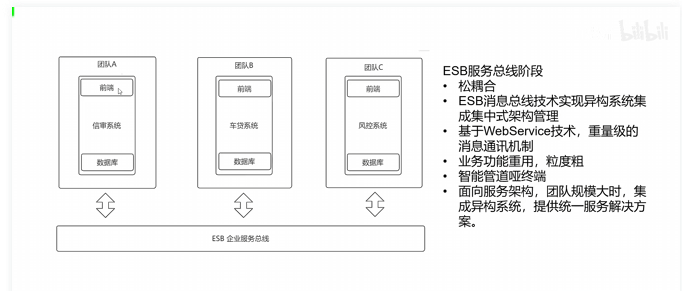 bilibili
团队A
团队B
团队C
前端
前端
前端
信审系统
车贷系统
风控系统
数据库
数据库
数据库
ESB 企业服务总线
ESB服务总线阶段
• 松耦合
• ESB消息总线技术实现异构系统集
成集中式架构管理
• 基于WebService技术，重量级的
消息通讯机制
• 业务功能重用，粒度粗
• 智能管道哑终端
• 面向服务架构，团队规模大时，集
成异构系统，提供统一服务解决方
案。